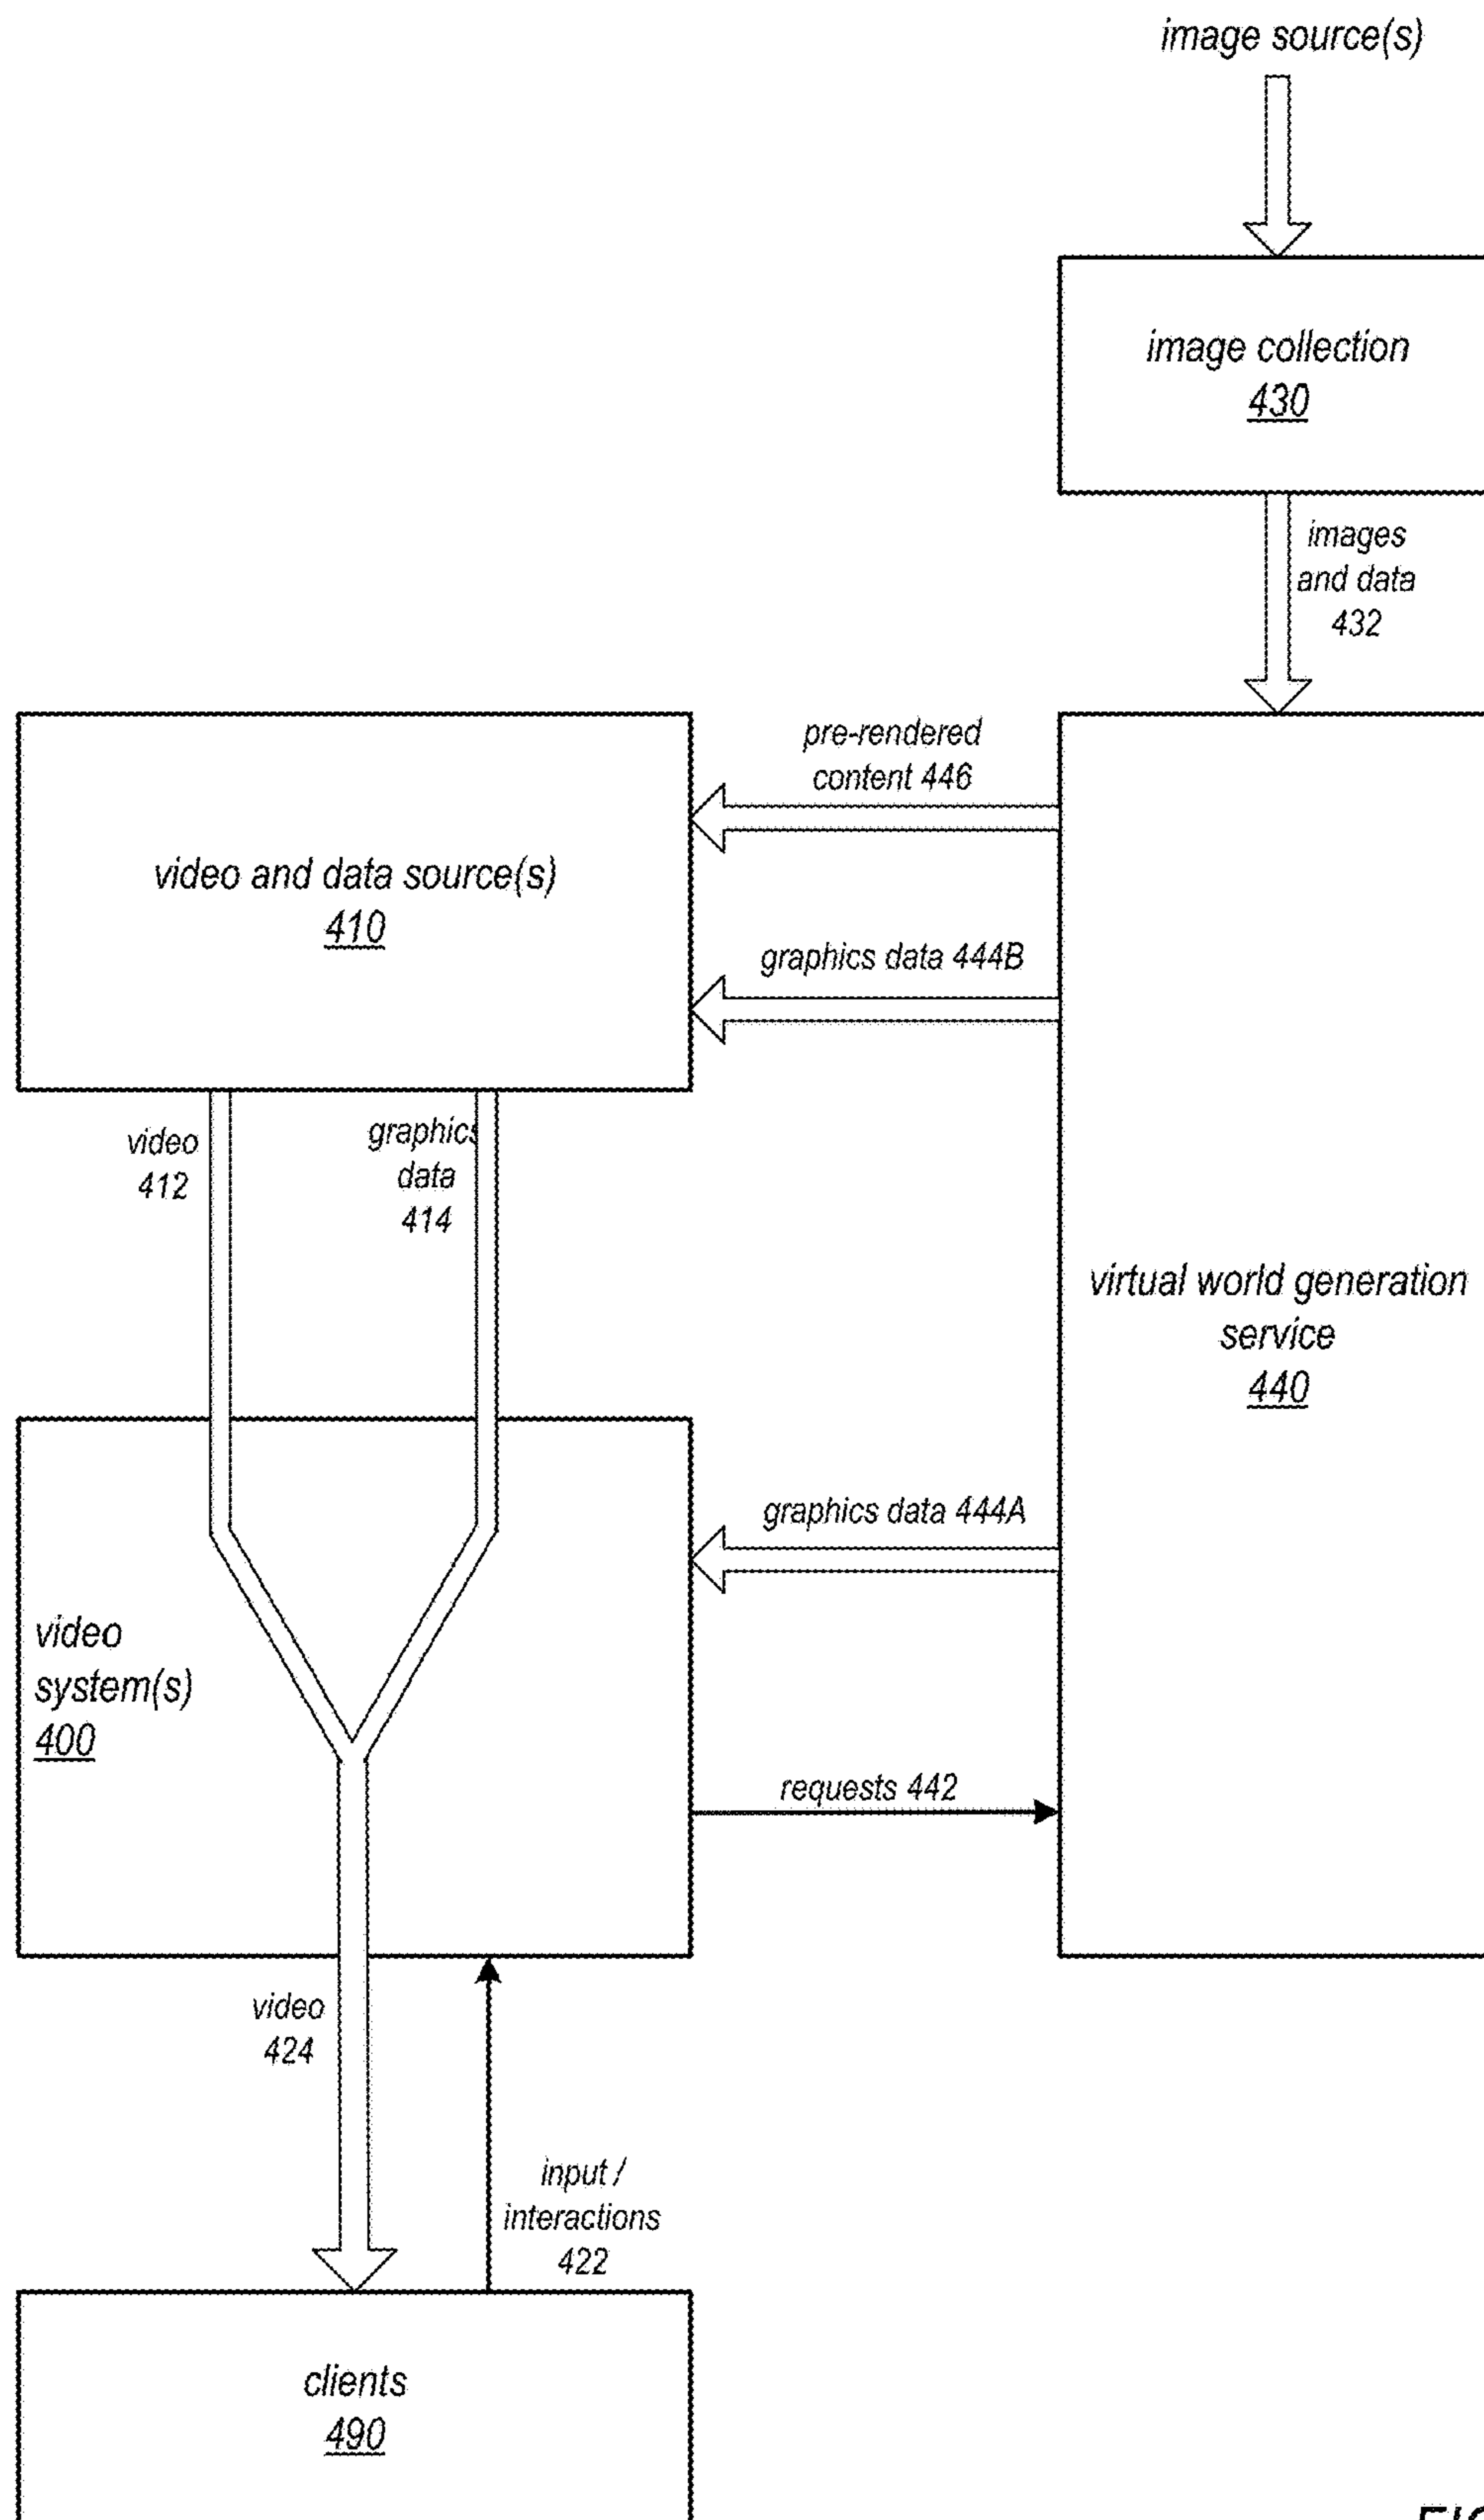 image source(s)
image collection
430
images
and data
432
pre-rendered
content 446
video and data source(s)
410
graphics data 444B
video
412
graphics
data
414
virtual world generation
service
440
graphics data 444A
video
system(s)
400
requests 442
video
424
input /
interactions
422
clients
490